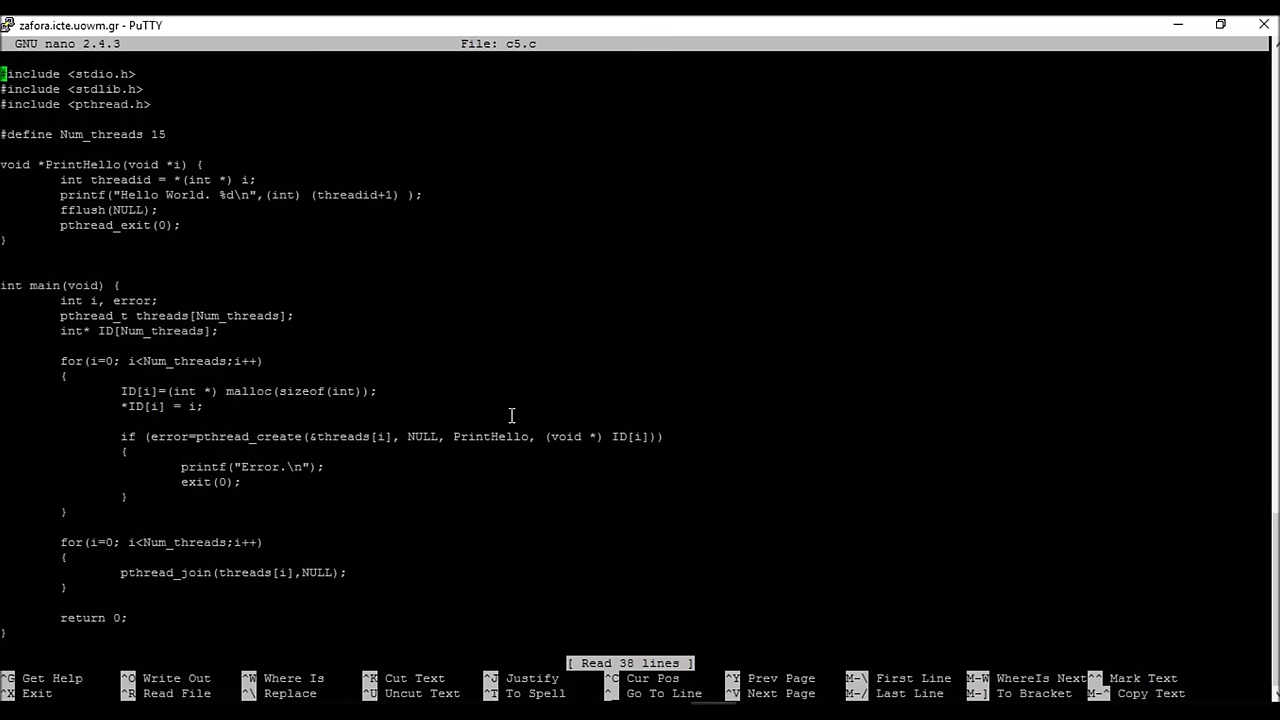 zafora.icte.uowm.gr - PuTTY
GNU nano 2.4.3 File: c5.c
#include <stdio.h>
#include <stdlib.h>
#include <pthread.h>
#define Num_threads 15
void *PrintHello(void *i) {
int threadid = *(int *) i;
printf("Hello World. %d\n",(int) (threadid+1) );
fflush(NULL);
pthread_exit(0);
}
int main(void) {
int i, error;
pthread_t threads[Num_threads];
int* ID[Num_threads];
for(i=0; i<Num_threads;i++)
{
ID[i]=(int *) malloc(sizeof(int));
*ID[i] = i;
if (error=pthread_create(&threads[i], NULL, PrintHello, (void *) ID[i]))
{
printf("Error.\n");
exit(0);
}
}
for(i=0; i<Num_threads;i++)
{
pthread_join(threads[i],NULL);
}
return 0;
}
[ Read 38 lines ]
^G Get Help ^O Write Out ^W Where Is ^K Cut Text ^J Justify ^C Cur Pos ^Y Prev Page M-\ First Line M-W WhereIs Next ^^ Mark Text
^X Exit ^R Read File ^\ Replace ^U Uncut Text ^T To Spell ^_ Go To Line ^V Next Page M-/ Last Line M-] To Bracket M-^ Copy Text